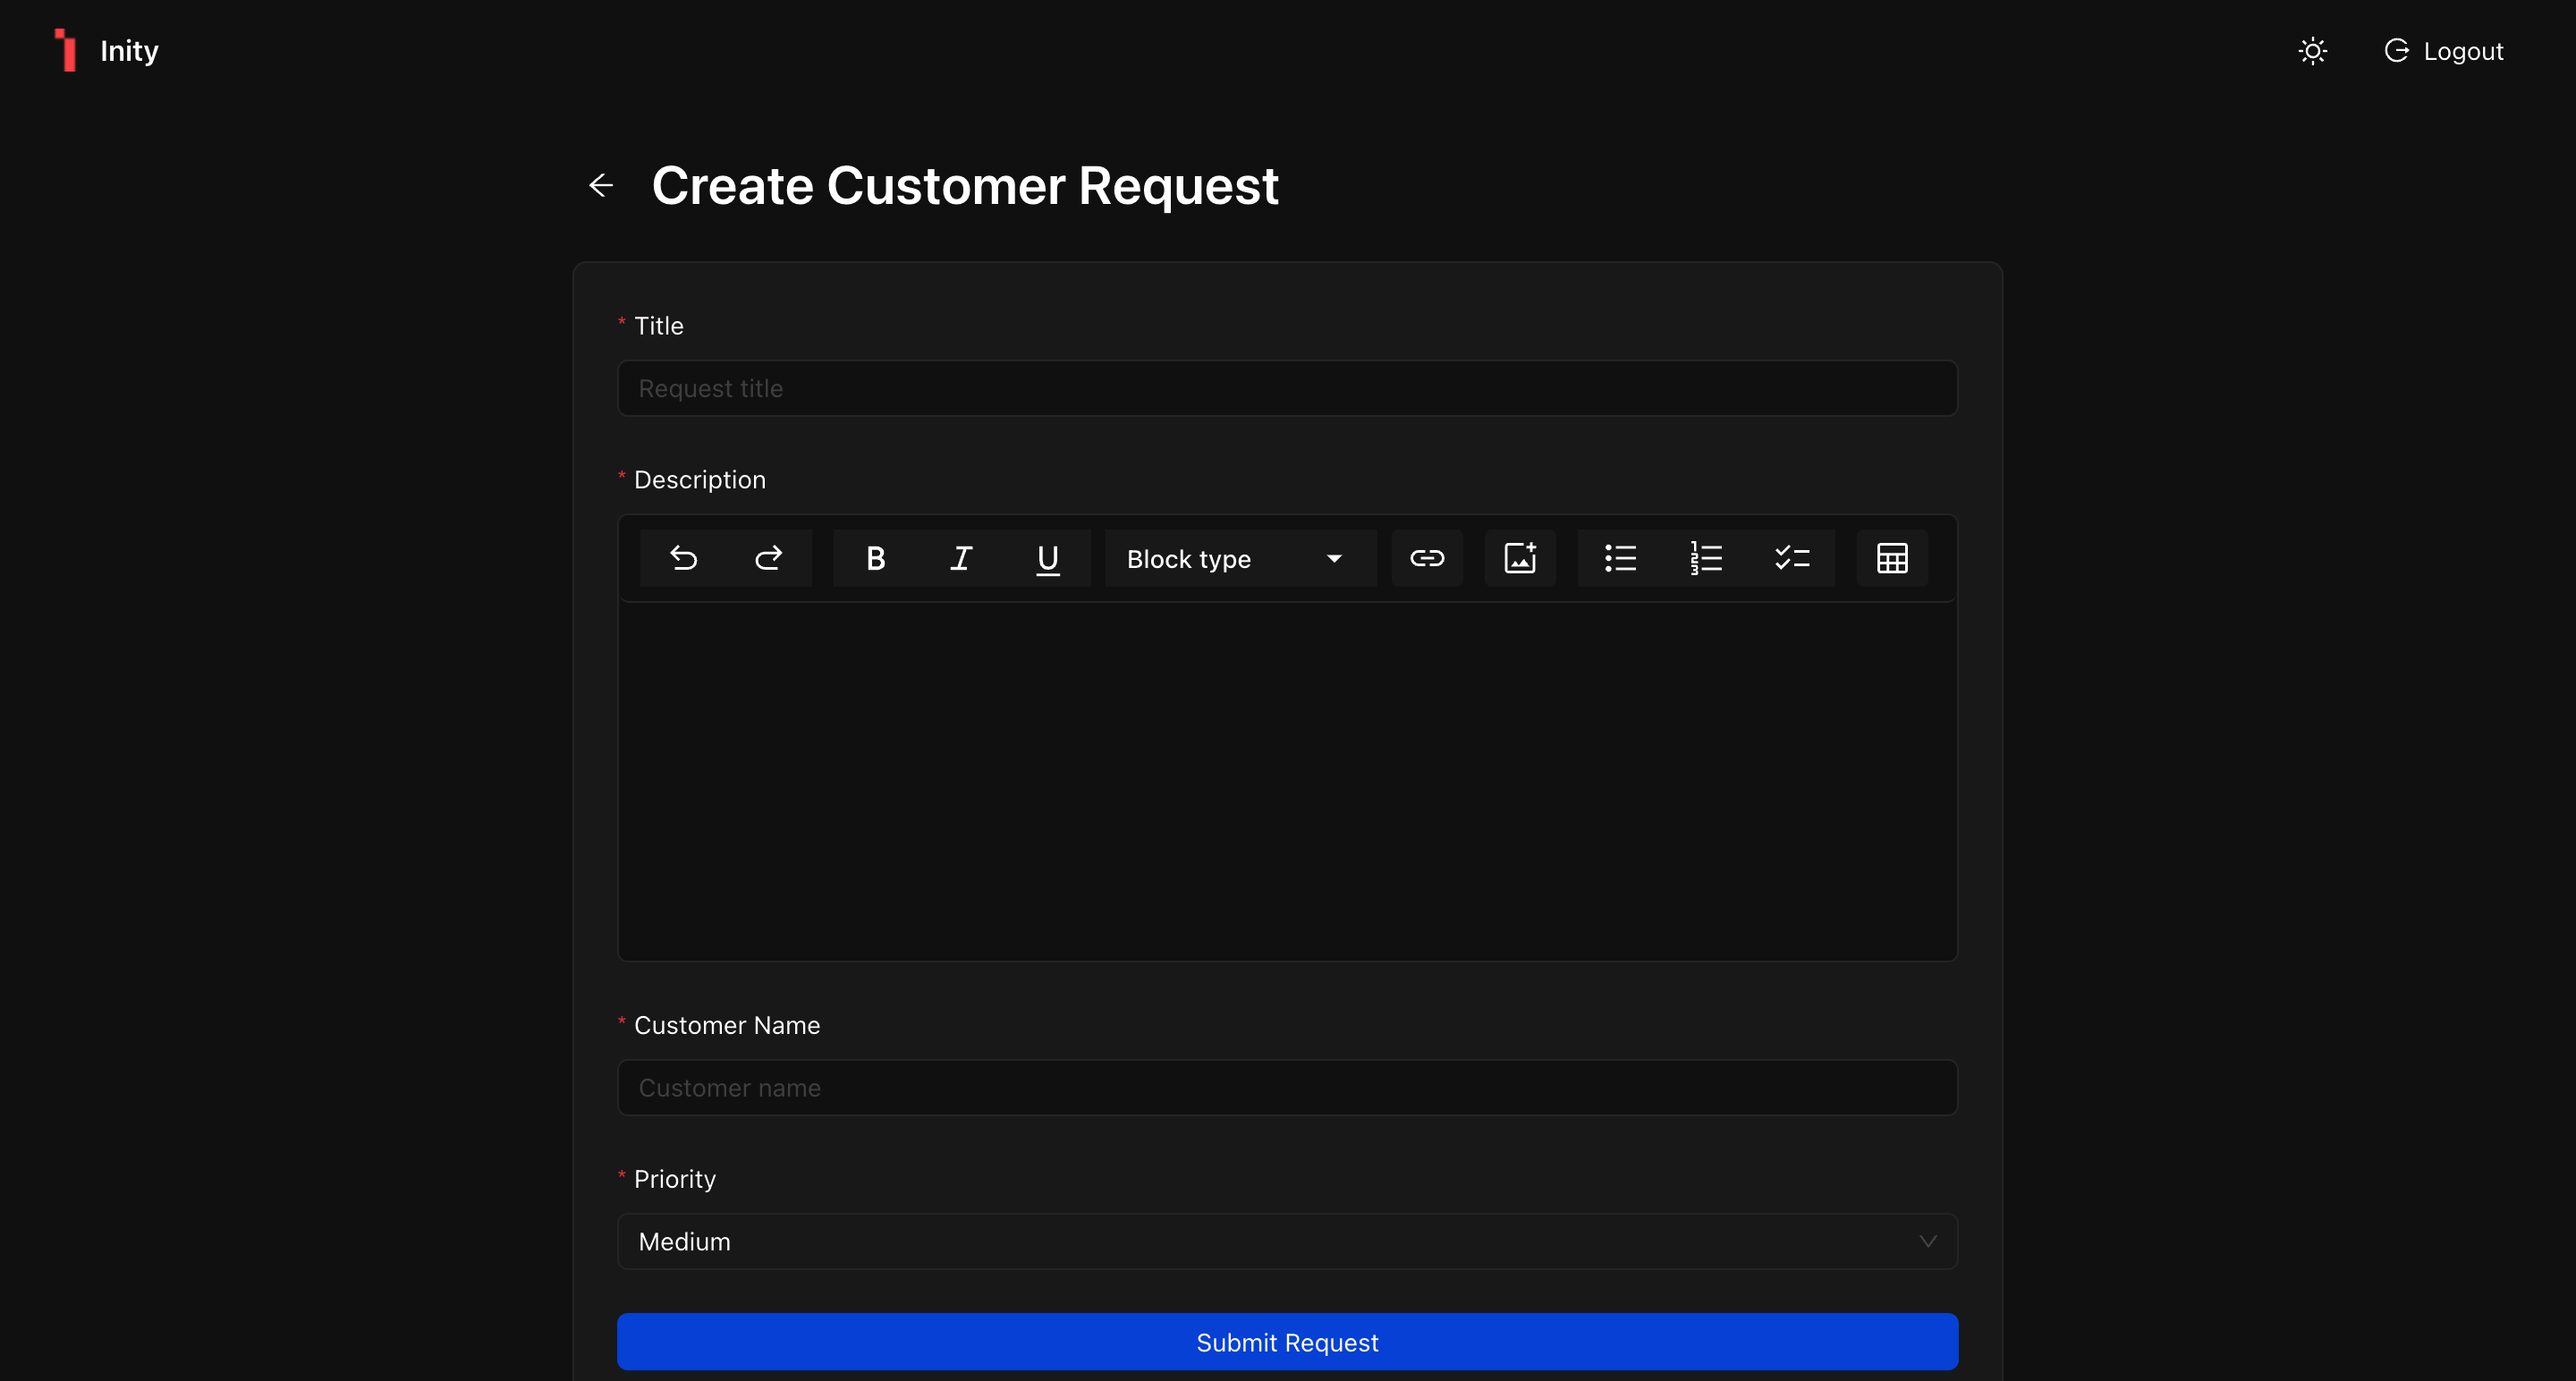 Inity
Logout
Create Customer Request
* Title
Request title
* Description
B I U Block type
* Customer Name
Customer name
* Priority
Medium
Submit Request